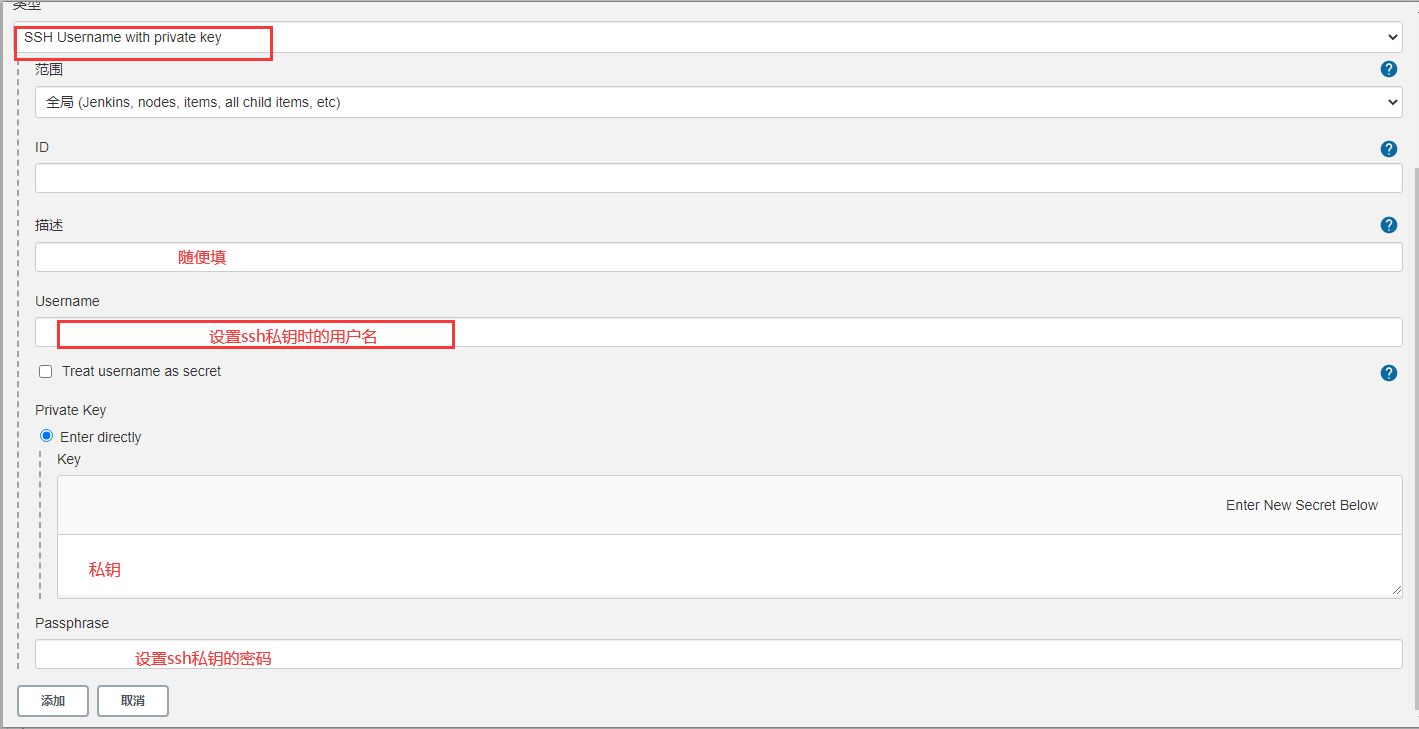 类型
SSH Username with private key
范围
全局 (Jenkins, nodes, items, all child items, etc)
ID
描述
随便填
Username
设置ssh私钥时的用户名
Treat username as secret
Private Key
Enter directly
Key
Enter New Secret Below
私钥
Passphrase
设置ssh私钥的密码
添加 取消